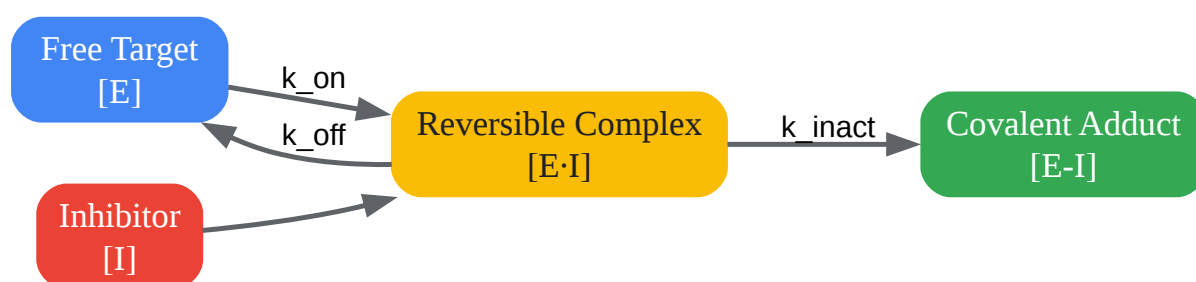 Free Target
[E]
k_on
k_off
Reversible Complex
[E·I]
k_inact
Covalent Adduct
[E-I]
Inhibitor
[I]